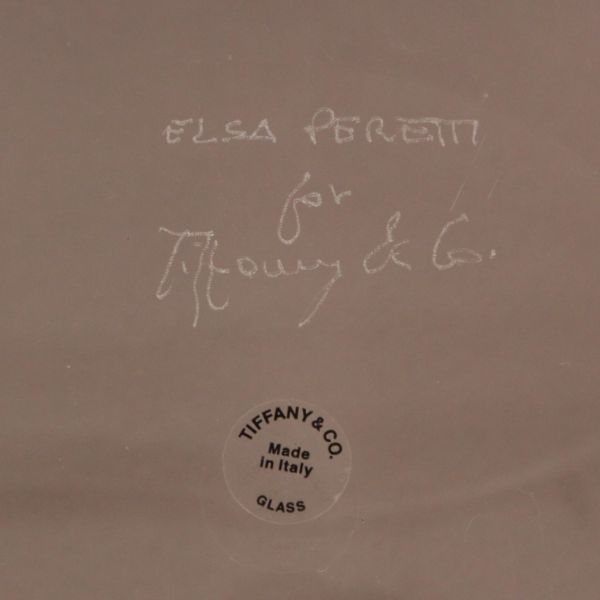 ELSA PERETTI
for
Tiffany & Co.
TIFFANY & CO.
Made
in Italy
GLASS